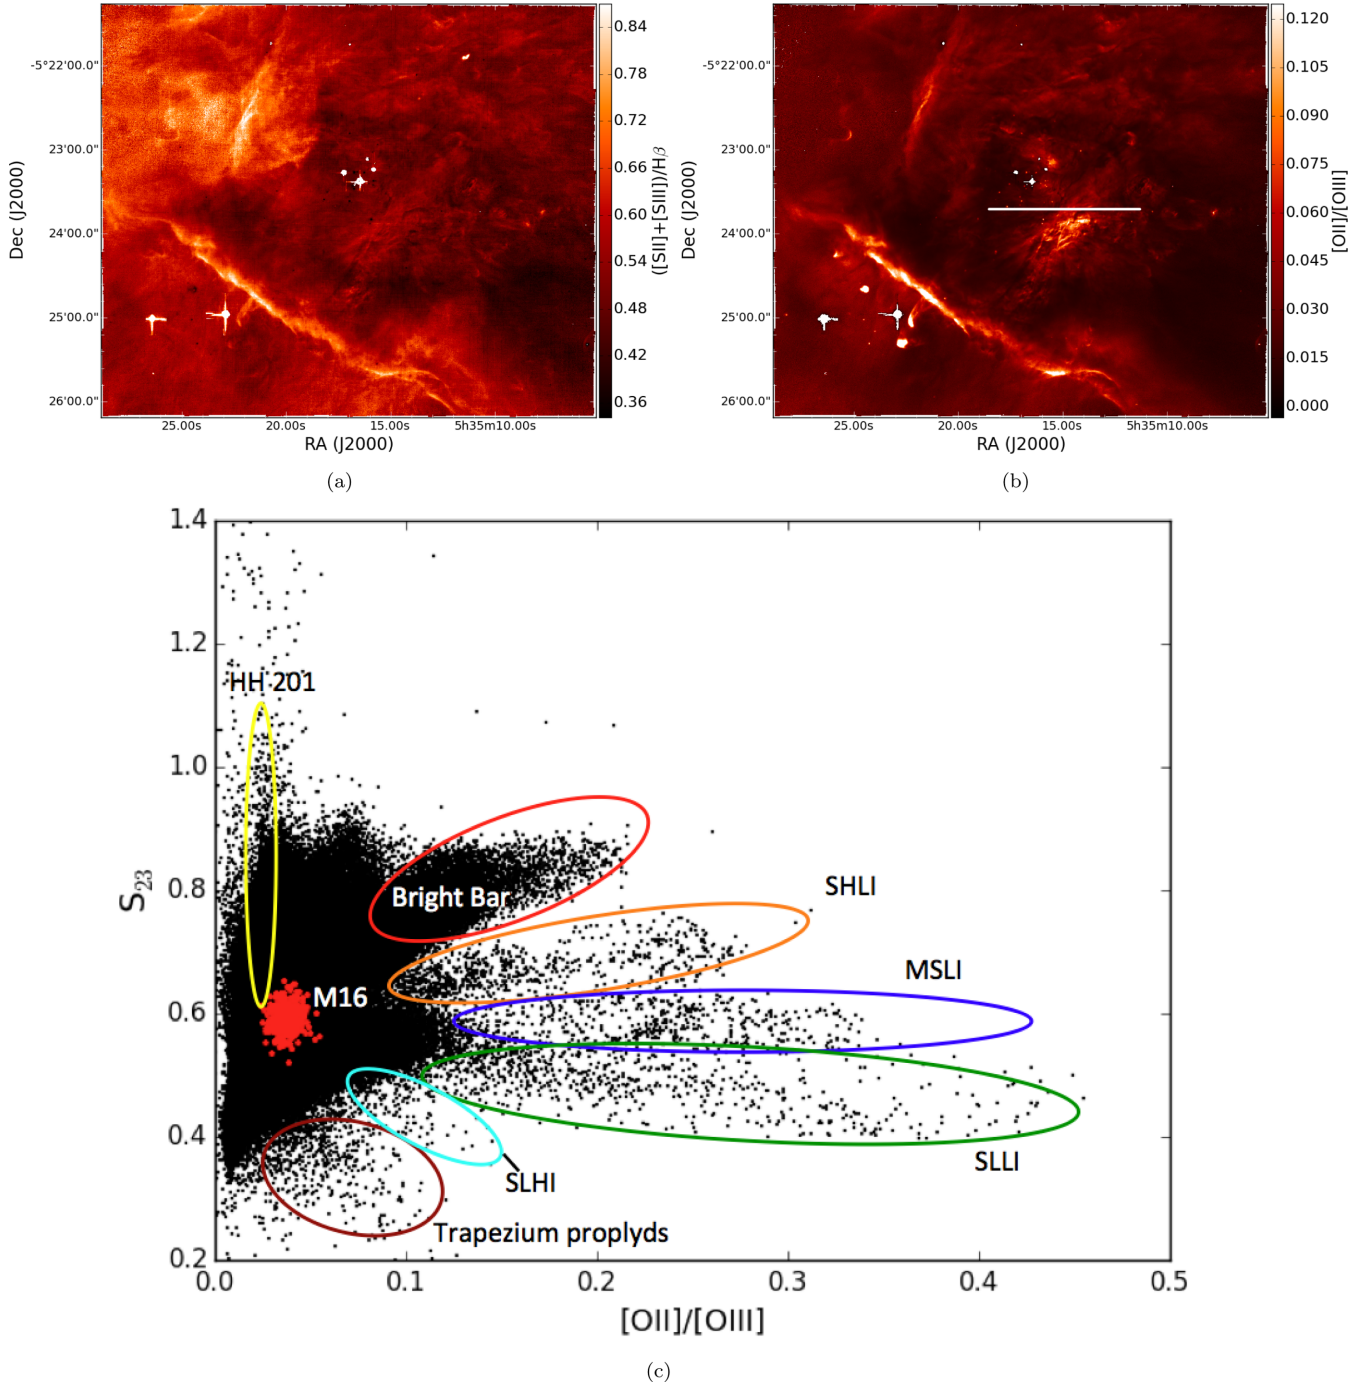 -5°22'00.0"
23'00.0"
24'00.0"
25'00.0"
26'00.0"
Dec (J2000)
25.00s 20.00s 15.00s 5h35m10.00s
RA (J2000)
0.84
0.78
0.72
0.66
0.60
0.54
0.48
0.42
0.36
([SII]+[SIII])/Hβ
(a)
-5°22'00.0"
23'00.0"
24'00.0"
25'00.0"
26'00.0"
Dec (J2000)
25.00s 20.00s 15.00s 5h35m10.00s
RA (J2000)
0.120
0.105
0.090
0.075
0.060
0.045
0.030
0.015
0.000
[OII]/[OIII]
(b)
1.4
1.2
1.0
0.8
0.6
0.4
0.2
S23
HH 201
Bright Bar
SHLI
MSLI
M16
SLLI
SLHI
Trapezium proplyds
0.0 0.1 0.2 0.3 0.4 0.5
[OII]/[OIII]
(c)